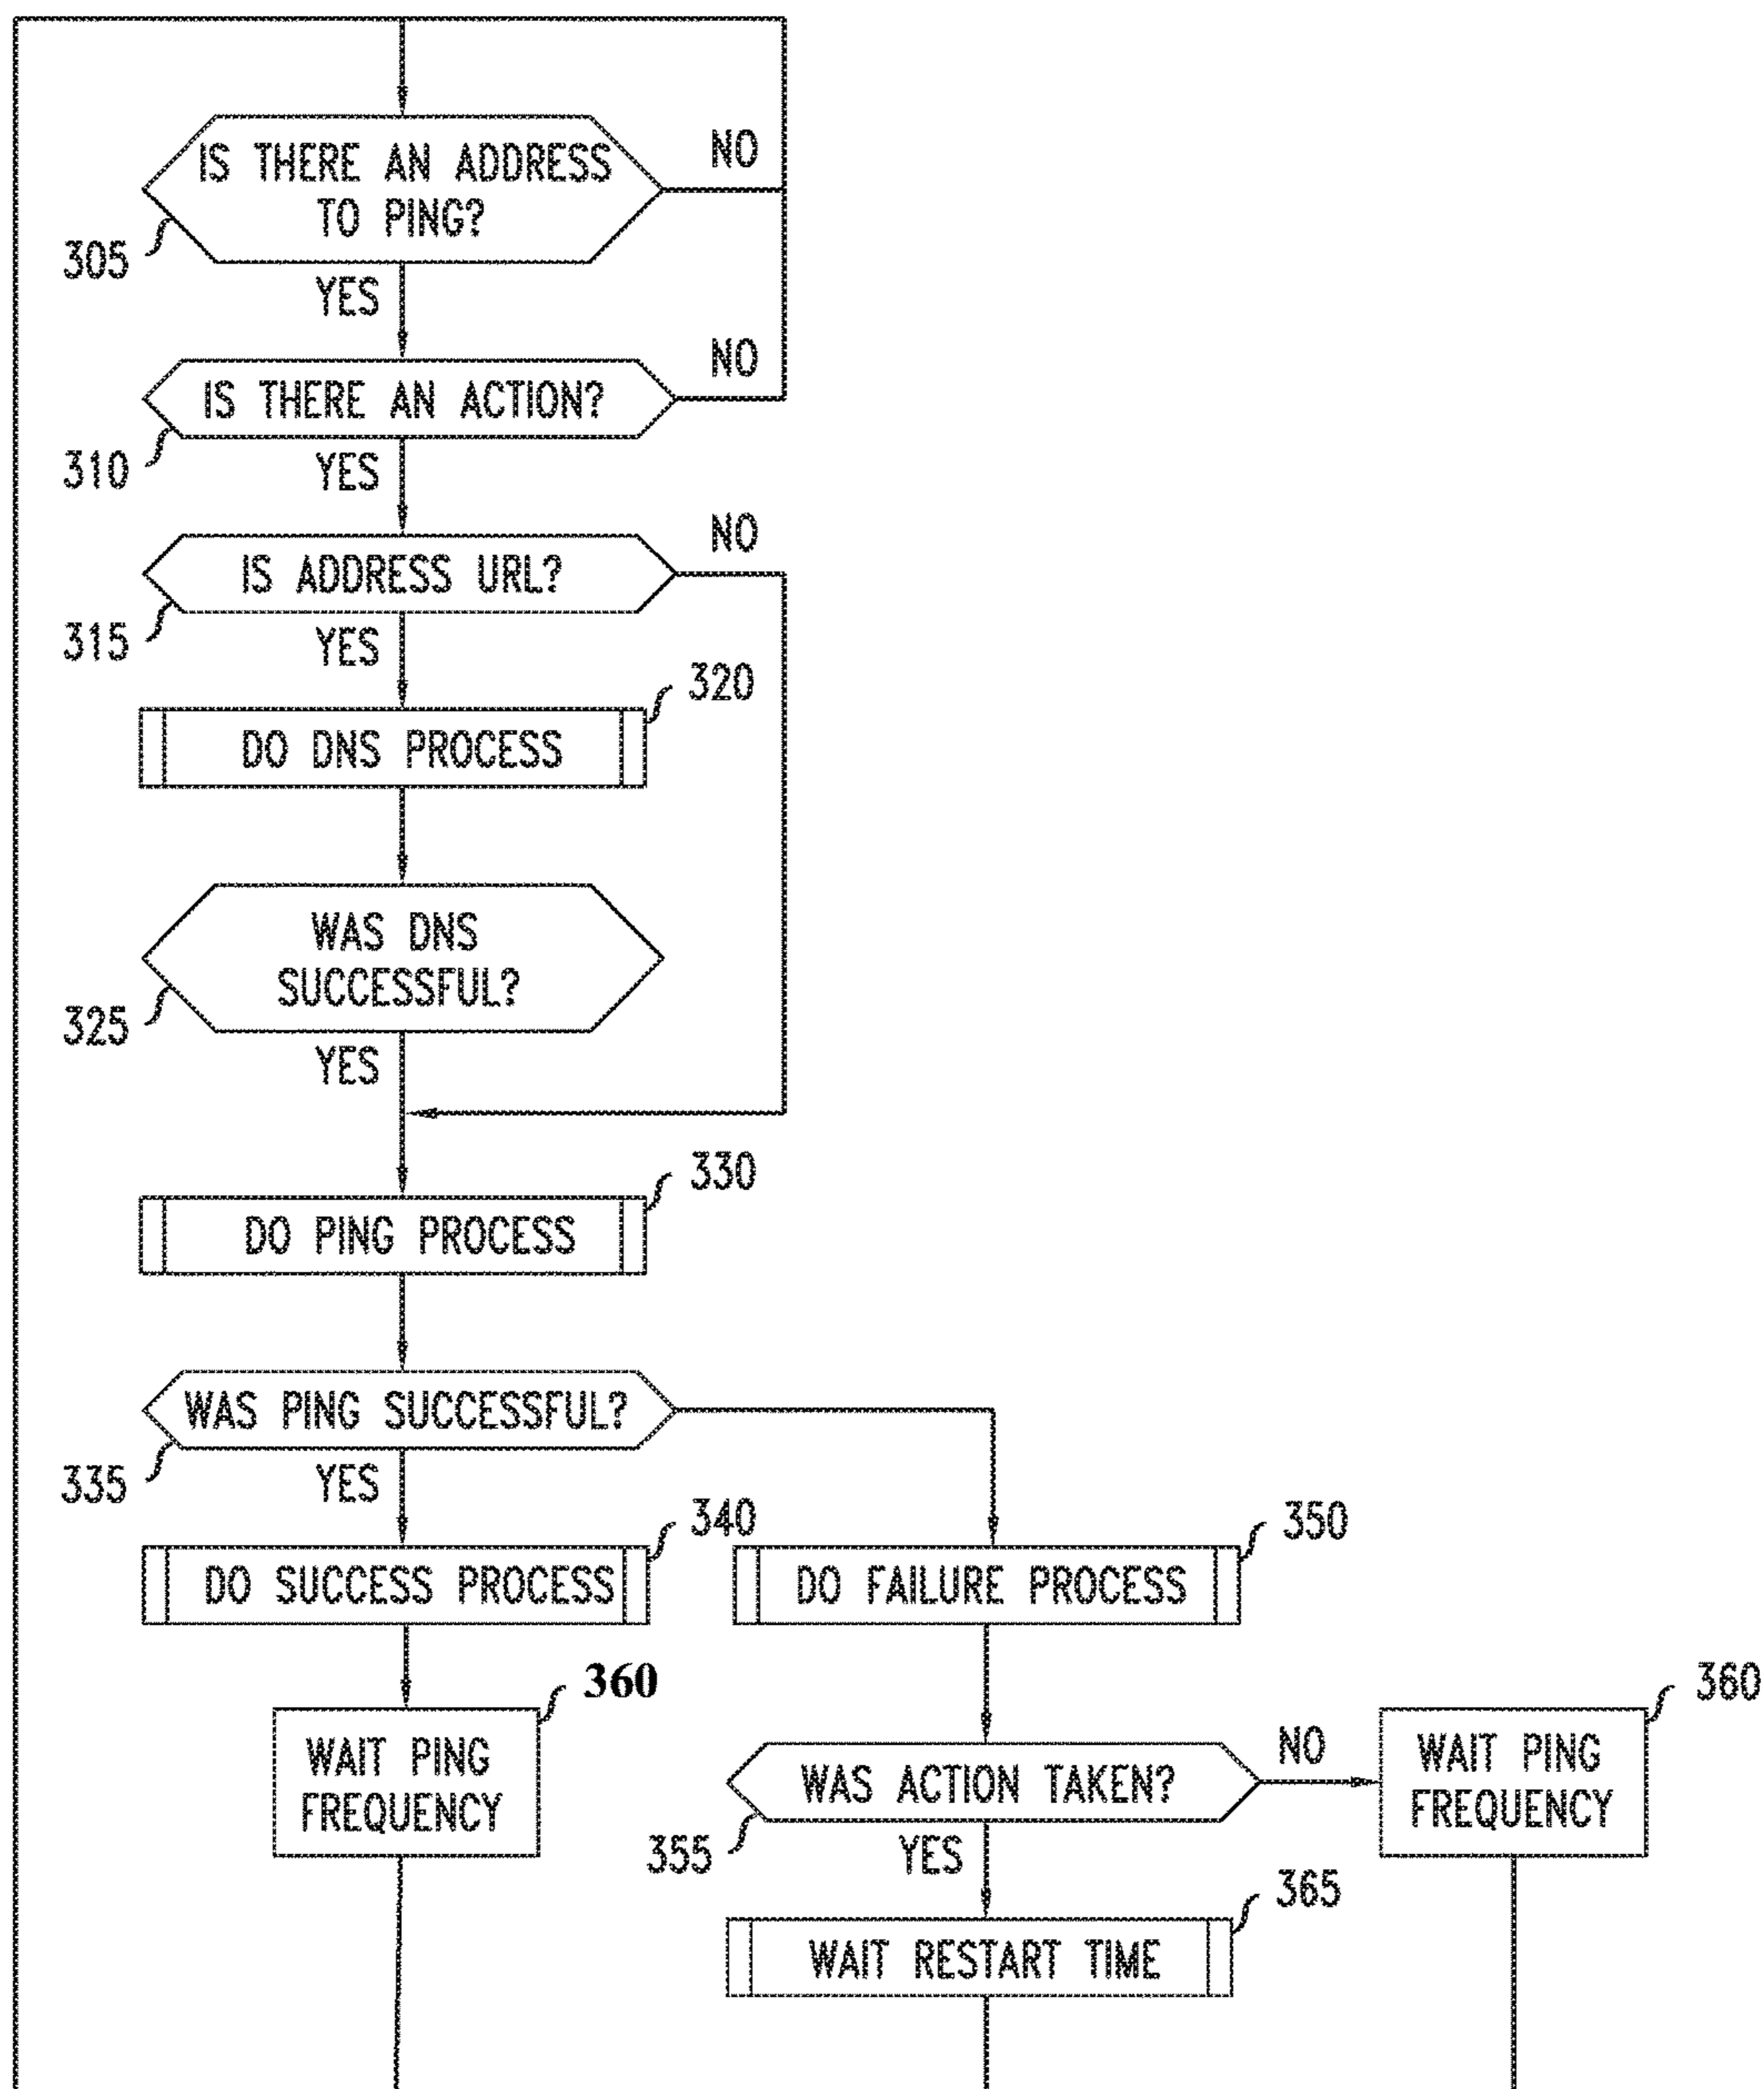 IS THERE AN ADDRESS
TO PING?
NO
305
YES
IS THERE AN ACTION?
NO
310
YES
IS ADDRESS URL?
NO
315
YES
320
DO DNS PROCESS
WAS DNS
SUCCESSFUL?
325
YES
330
DO PING PROCESS
WAS PING SUCCESSFUL?
335
YES
340
DO SUCCESS PROCESS
350
DO FAILURE PROCESS
360
WAIT PING
FREQUENCY
WAS ACTION TAKEN?
NO
355
YES
360
WAIT PING
FREQUENCY
365
WAIT RESTART TIME